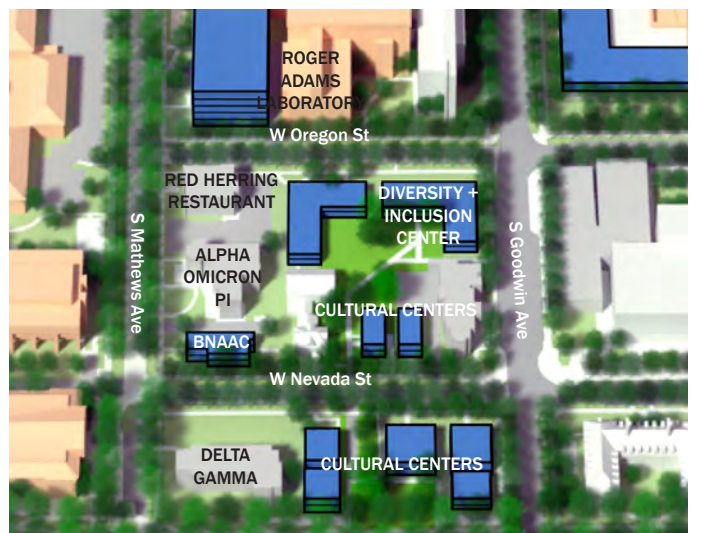 ROGER
ADAMS
LABORATORY
W Oregon St
RED HERRING
RESTAURANT
DIVERSITY +
INCLUSION
CENTER
S Mathews Ave
S Goodwin Ave
ALPHA
OMICRON
PI
CULTURAL CENTERS
BNAAC
W Nevada St
DELTA
GAMMA
CULTURAL CENTERS